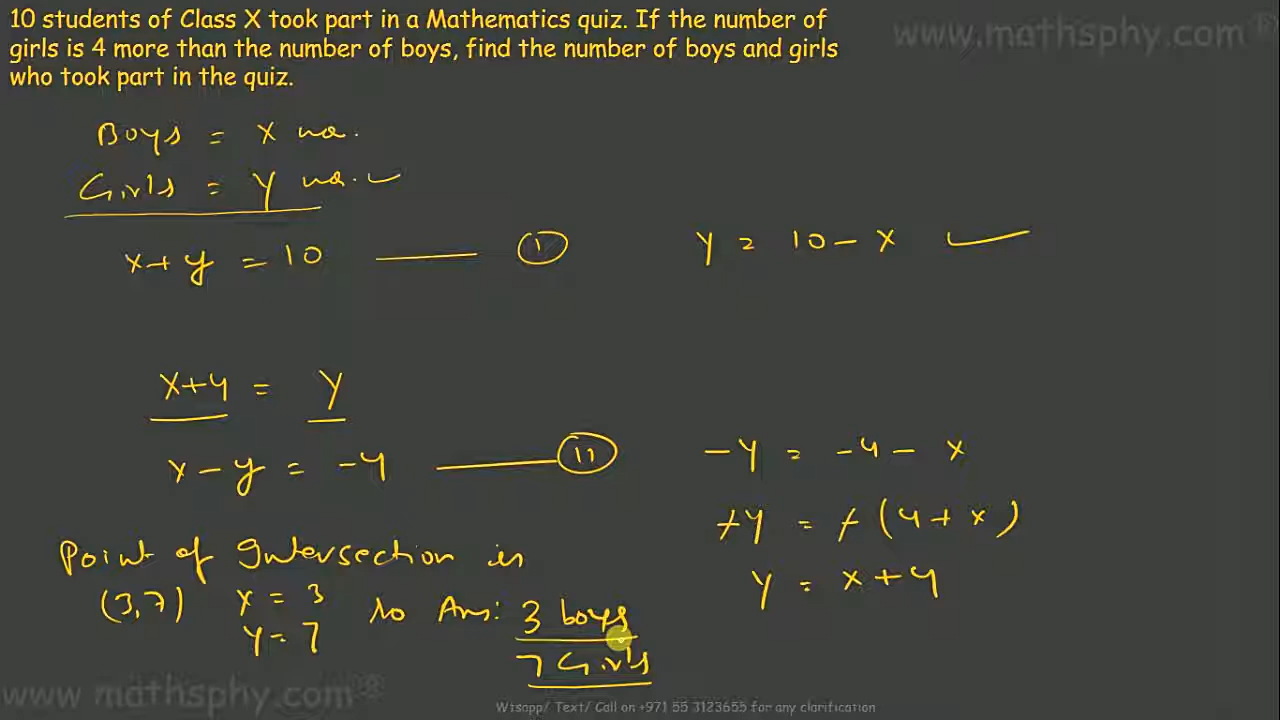 10 students of Class X took part in a Mathematics quiz. If the number of
girls is 4 more than the number of boys, find the number of boys and girls
who took part in the quiz.
www.mathsphy.com®
Boys = x no.
Girls = y no.
x+y = 10 (i)
y = 10 - x
x+4 = y
x - y = -4 (ii)
-y = -4 - x
+y = +(4 + x)
y = x + 4
Point of Intersection is
(3,7) x = 3
y = 7
so Ans: 3 boys
7 Girls
www.mathsphy.com®
Wtsapp/ Text/ Call on +971 55 3123655 for any clarification